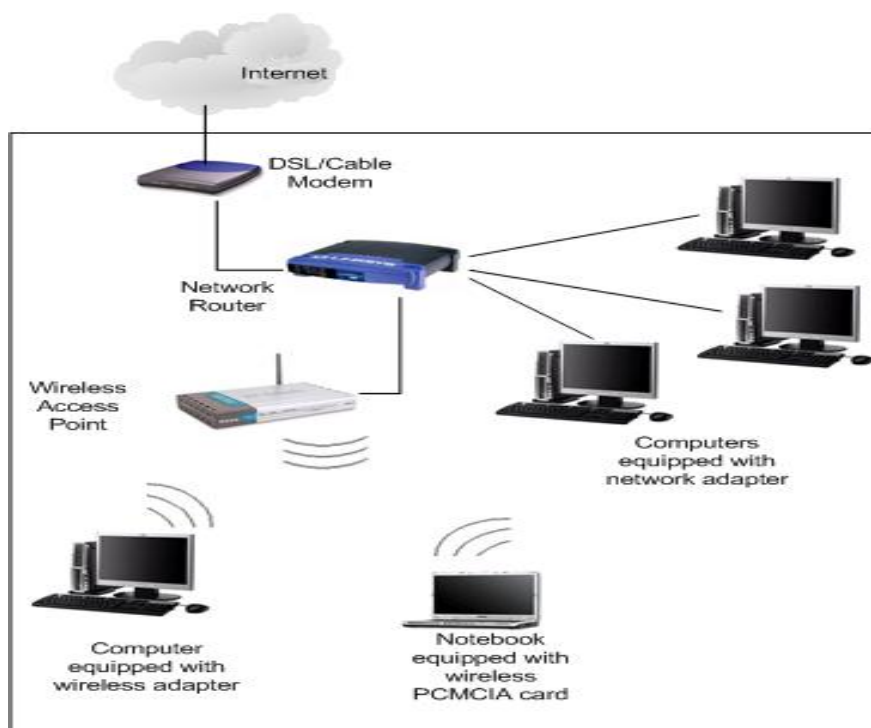 Internet
DSL/Cable
Modem
Network
Router
LINKSYS
Wireless
Access
Point
Computers
equipped with
network adapter
Computer
equipped with
wireless adapter
Notebook
equipped with
wireless
PCMCIA card